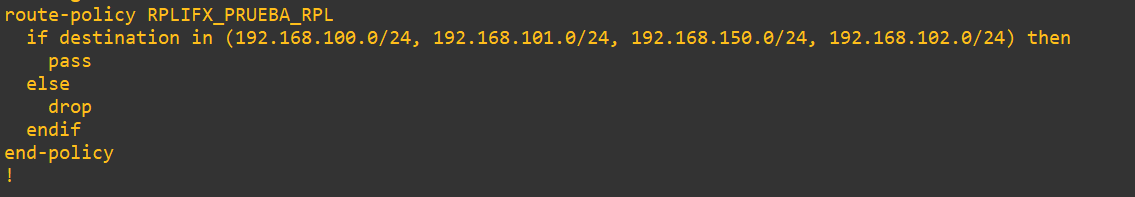 route-policy RPLIFX_PRUEBA_RPL
  if destination in (192.168.100.0/24, 192.168.101.0/24, 192.168.150.0/24, 192.168.102.0/24) then
    pass
  else
    drop
  endif
end-policy
!